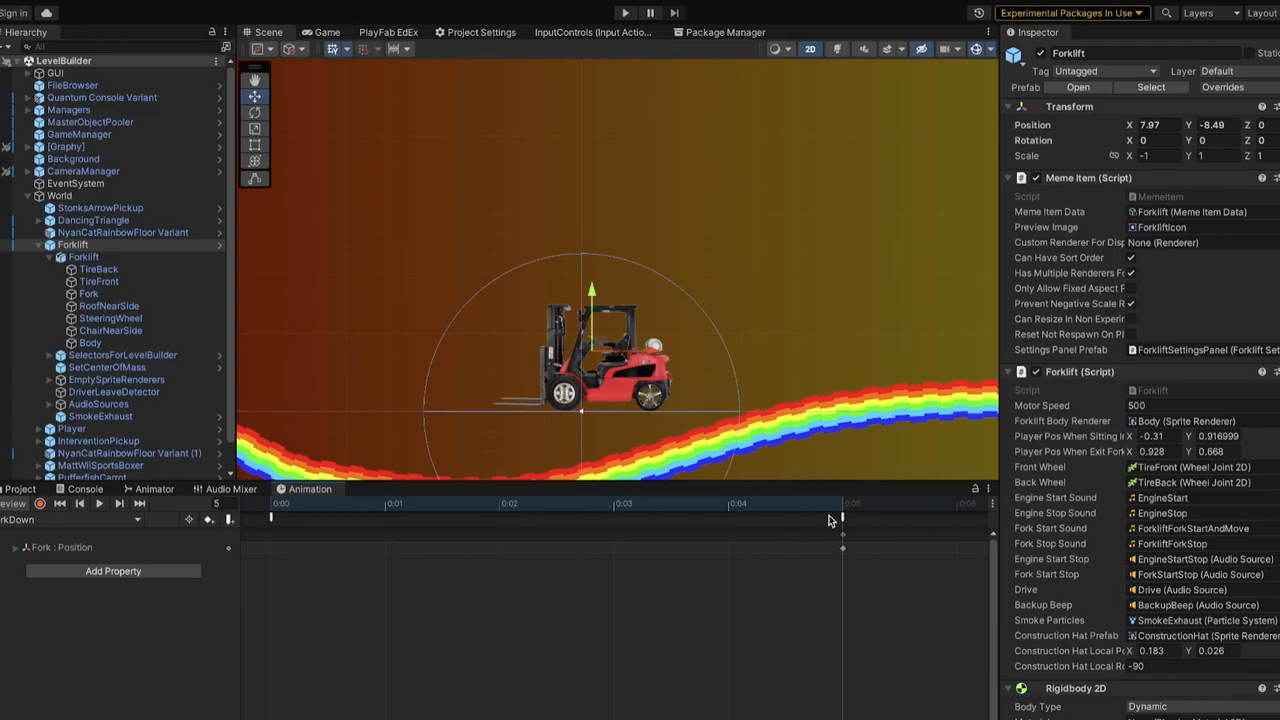 Sign in
Experimental Packages In Use
Layers
Layout
Hierarchy
Scene
Game
PlayFab EdEx
Project Settings
InputControls (Input Actio...
Package Manager
Inspector
All
2D
Forklift
Static
LevelBuilder
Tag Untagged Layer Default
GUI
Prefab Open Select Overrides
FileBrowser
Quantum Console Variant
Transform
Managers
MasterObjectPooler
Position X 7.97 Y -8.49 Z 0
GameManager
Rotation X 0 Y 0 Z 0
[Graphy]
Scale X -1 Y 1 Z 1
Background
CameraManager
Meme Item (Script)
EventSystem
Script MemeItem
World
Meme Item Data Forklift (Meme Item Data)
StonksArrowPickup
Preview Image ForkliftIcon
DancingTriangle
Custom Renderer For Disp None (Renderer)
NyanCatRainbowFloor Variant
Can Have Sort Order
Forklift
Has Multiple Renderers F
Forklift
Only Allow Fixed Aspect F
TireBack
Prevent Negative Scale R
TireFront
Can Resize In Non Experin
Fork
Reset Not Respawn On Pl
RoofNearSide
Settings Panel Prefab ForkliftSettingsPanel (Forklift Set
SteeringWheel
ChairNearSide
Forklift (Script)
Body
Script Forklift
SelectorsForLevelBuilder
Motor Speed 500
SetCenterOfMass
Forklift Body Renderer Body (Sprite Renderer)
EmptySpriteRenderers
Player Pos When Sitting I X -0.31 Y 0.916999
DriverLeaveDetector
Player Pos When Exit Fork X 0.928 Y 0.668
AudioSources
Front Wheel TireFront (Wheel Joint 2D)
SmokeExhaust
Back Wheel TireBack (Wheel Joint 2D)
Player
Engine Start Sound EngineStart
InterventionPickup
Engine Stop Sound EngineStop
NyanCatRainbowFloor Variant (1)
Fork Start Sound ForkliftForkStartAndMove
MattWiiSportsBoxer
Fork Stop Sound ForkliftForkStop
PufferfishCarrot
Engine Start Stop EngineStartStop (Audio Source)
Project
Console
Animator
Audio Mixer
Animation
Fork Start Stop ForkStartStop (Audio Source)
review
0:00 0:01 0:02 0:03 0:04 0:05 0:06
Drive Drive (Audio Source)
rkDown 5
Backup Beep BackupBeep (Audio Source)
Smoke Particles SmokeExhaust (Particle System)
Fork : Position
Construction Hat Prefab ConstructionHat (Sprite Renderer
Add Property
Construction Hat Local Pc X 0.183 Y 0.026
Construction Hat Local Rc -90
Rigidbody 2D
Body Type Dynamic